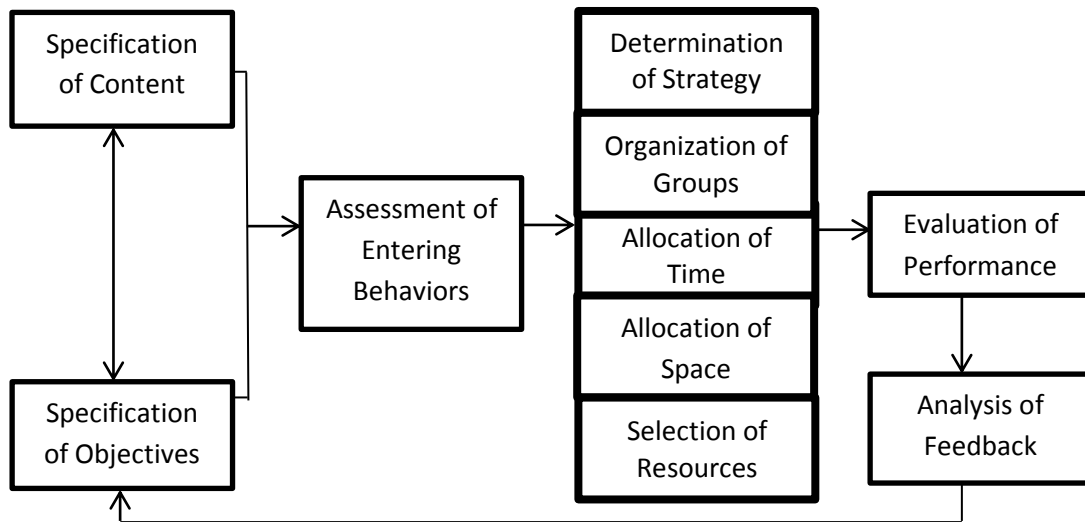 Specification
of Content
Specification
of Objectives
Assessment of
Entering
Behaviors
Determination
of Strategy
Organization of
Groups
Allocation of
Time
Allocation of
Space
Selection of
Resources
Evaluation of
Performance
Analysis of
Feedback